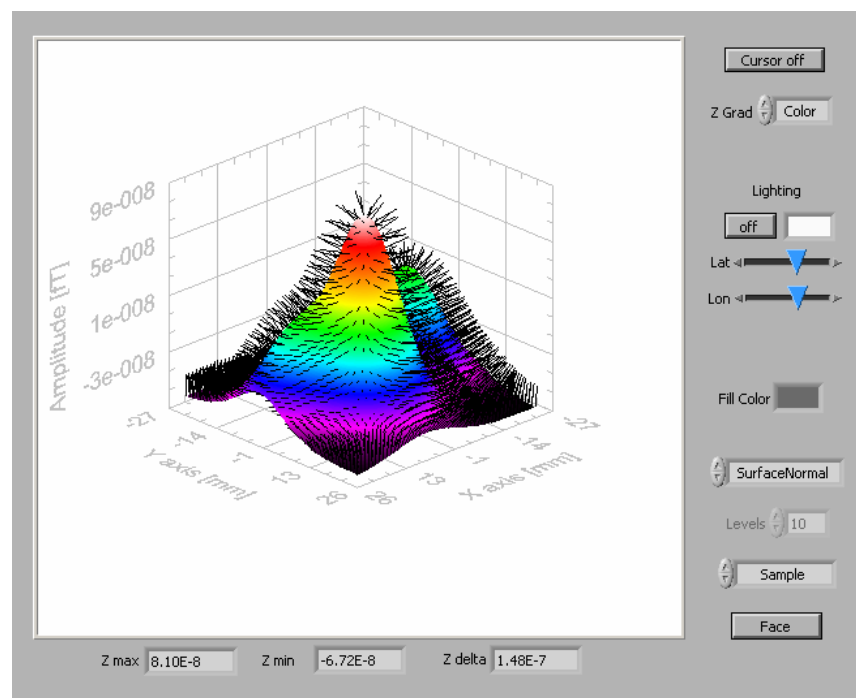 Cursor off
Z Grad Color
Lighting
off
Lat
Lon
Fill Color
SurfaceNormal
Levels 10
Sample
Face
9e-008
5e-008
1e-008
-3e-008
Amplitude [fT]
-27
-14
-1
13
26
Y axis [mm]
26
13
-1
-14
-27
X axis [mm]
Z max 8.10E-8 Z min -6.72E-8 Z delta 1.48E-7